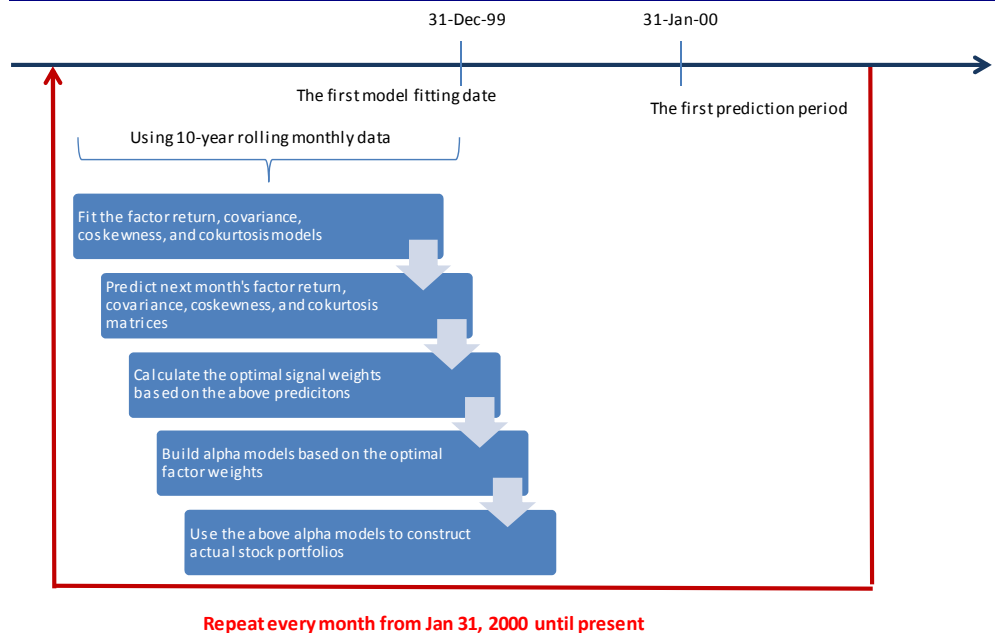 31-Dec-99
31-Jan-00
The first model fitting date
The first prediction period
Using 10-year rolling monthly data
Fit the factor return, covariance,
coskewness, and cokurtosis models
Predict next month's factor return,
covariance, coskewness, and cokurtosis
matrices
Calculate the optimal signal weights
based on the above predicitons
Build alpha models based on the optimal
factor weights
Use the above alpha models to construct
actual stock portfolios
Repeat every month from Jan 31, 2000 until present